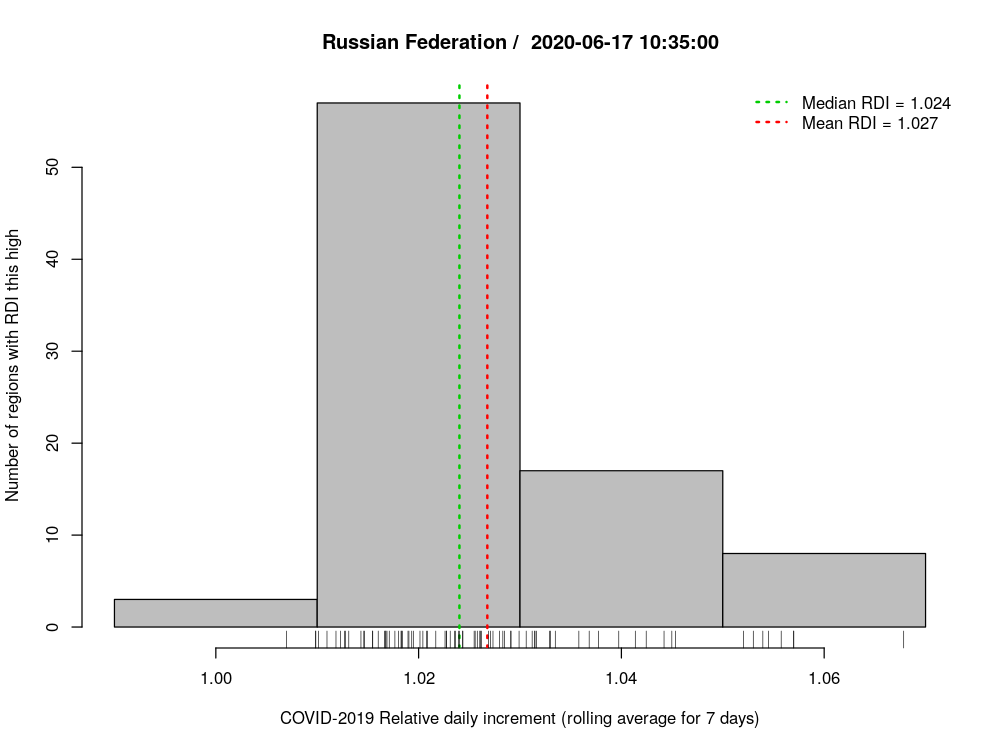 Russian Federation /  2020-06-17 10:35:00
Median RDI = 1.024
Mean RDI = 1.027
Number of regions with RDI this high
50
40
30
20
10
0
1.00 1.02 1.04 1.06
COVID-2019 Relative daily increment (rolling average for 7 days)